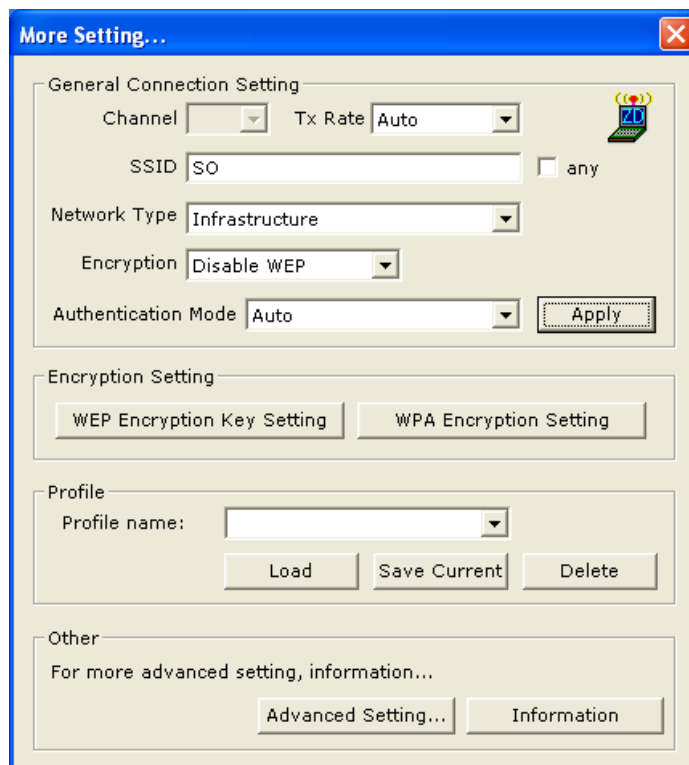 More Setting...
General Connection Setting
Channel Tx Rate Auto
ZD
SSID SO any
Network Type Infrastructure
Encryption Disable WEP
Authentication Mode Auto Apply
Encryption Setting
WEP Encryption Key Setting WPA Encryption Setting
Profile
Profile name:
Load Save Current Delete
Other
For more advanced setting, information...
Advanced Setting... Information